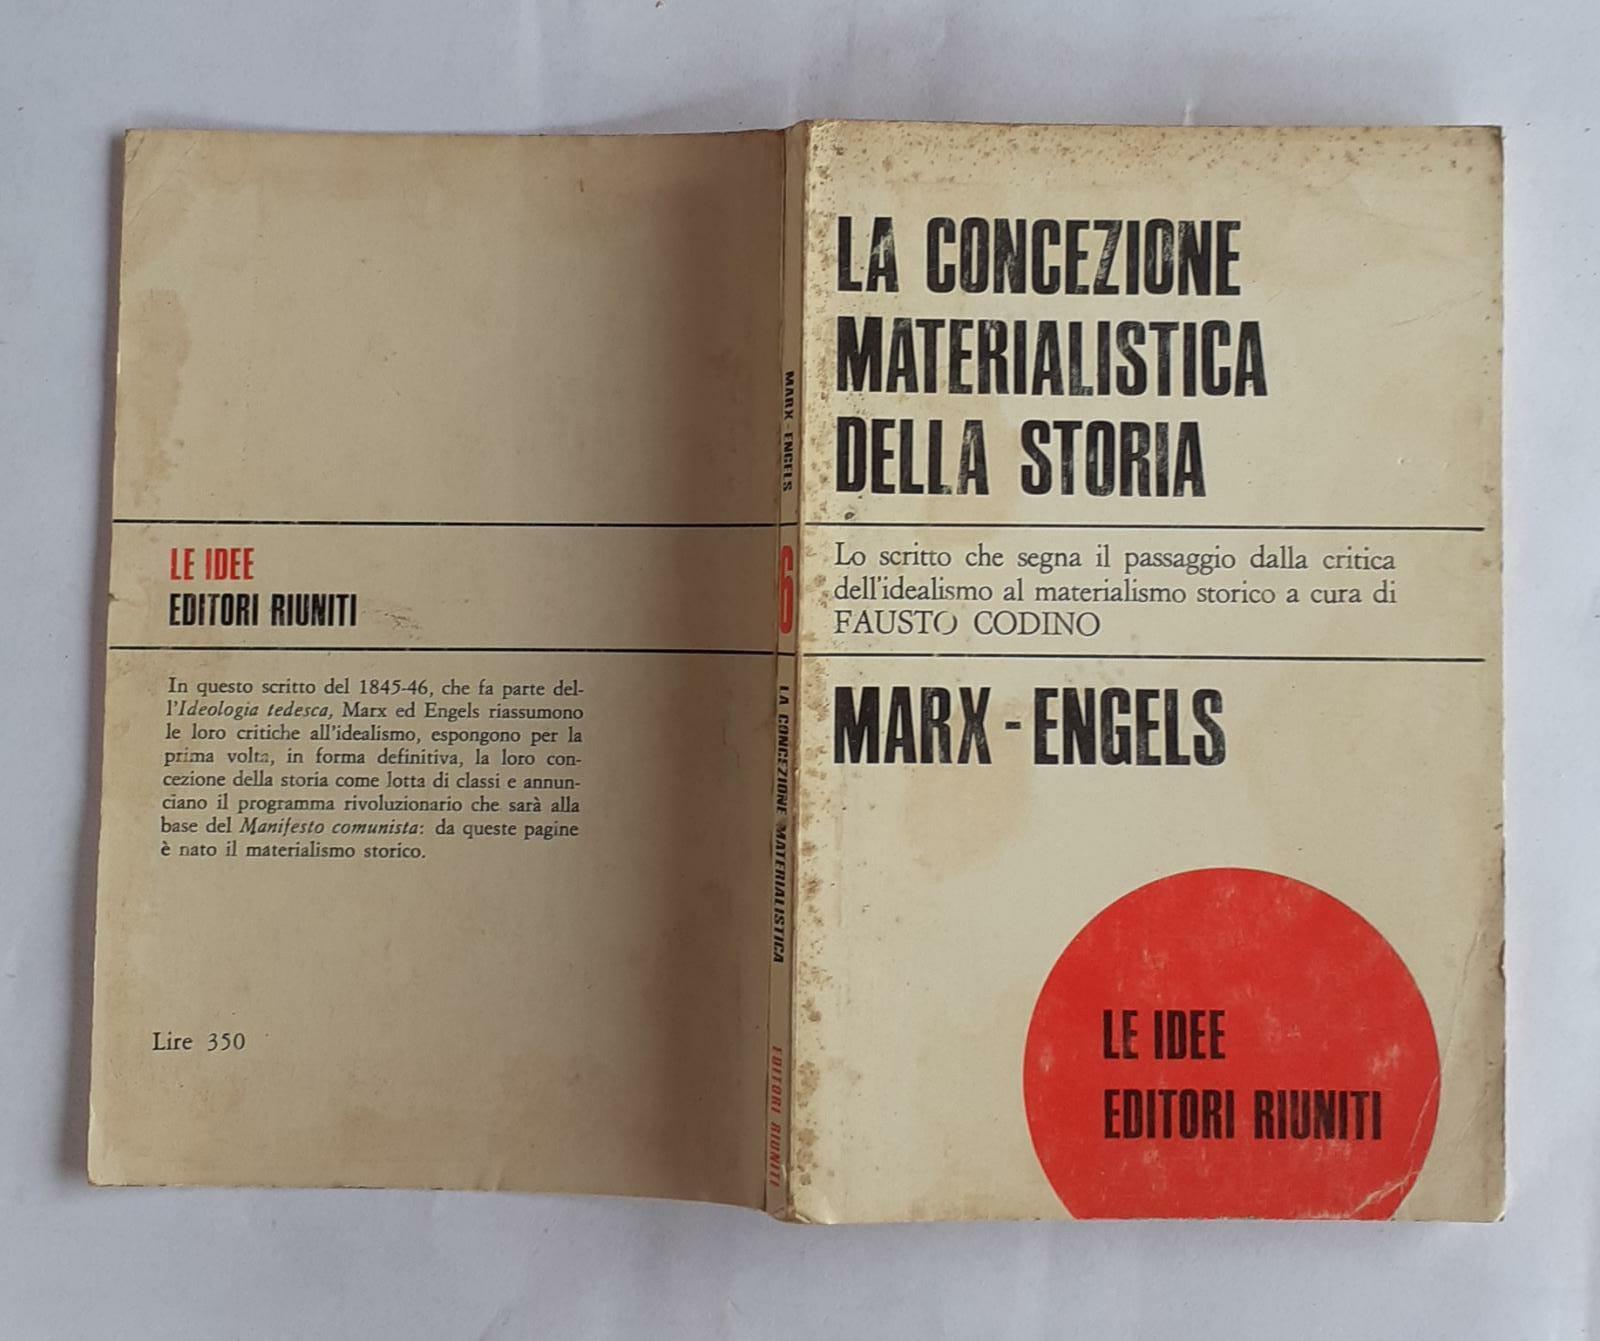 LE IDEE
EDITORI RIUNITI
In questo scritto del 1845-46, che fa parte del-
l'Ideologia tedesca, Marx ed Engels riassumono
le loro critiche all'idealismo, espongono per la
prima volta, in forma definitiva, la loro con-
cezione della storia come lotta di classi e annun-
ciano il programma rivoluzionario che sarà alla
base del Manifesto comunista: da queste pagine
è nato il materialismo storico.
Lire 350
MARX - ENGELS
6
LA CONCEZIONE MATERIALISTICA
EDITORI RIUNITI
LA CONCEZIONE
MATERIALISTICA
DELLA STORIA
Lo scritto che segna il passaggio dalla critica
dell'idealismo al materialismo storico a cura di
FAUSTO CODINO
MARX - ENGELS
LE IDEE
EDITORI RIUNITI